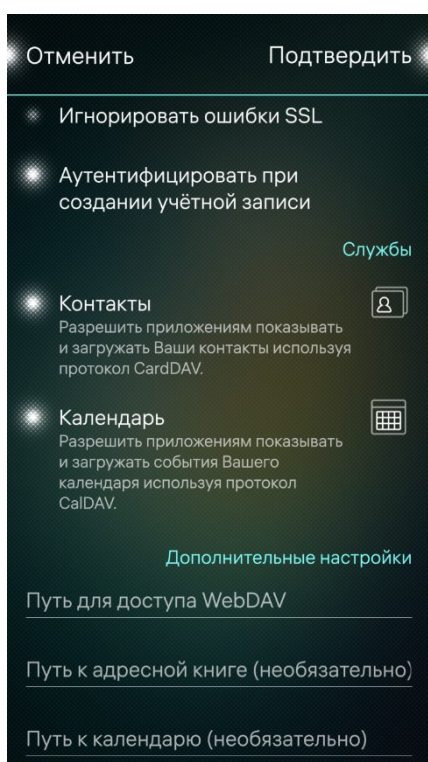 Отменить
Подтвердить
Игнорировать ошибки SSL
Аутентифицировать при
создании учётной записи
Службы
Контакты
Разрешить приложениям показывать
и загружать Ваши контакты используя
протокол CardDAV.
Календарь
Разрешить приложениям показывать
и загружать события Вашего
календаря используя протокол
CalDAV.
Дополнительные настройки
Путь для доступа WebDAV
Путь к адресной книге (необязательно)
Путь к календарю (необязательно)